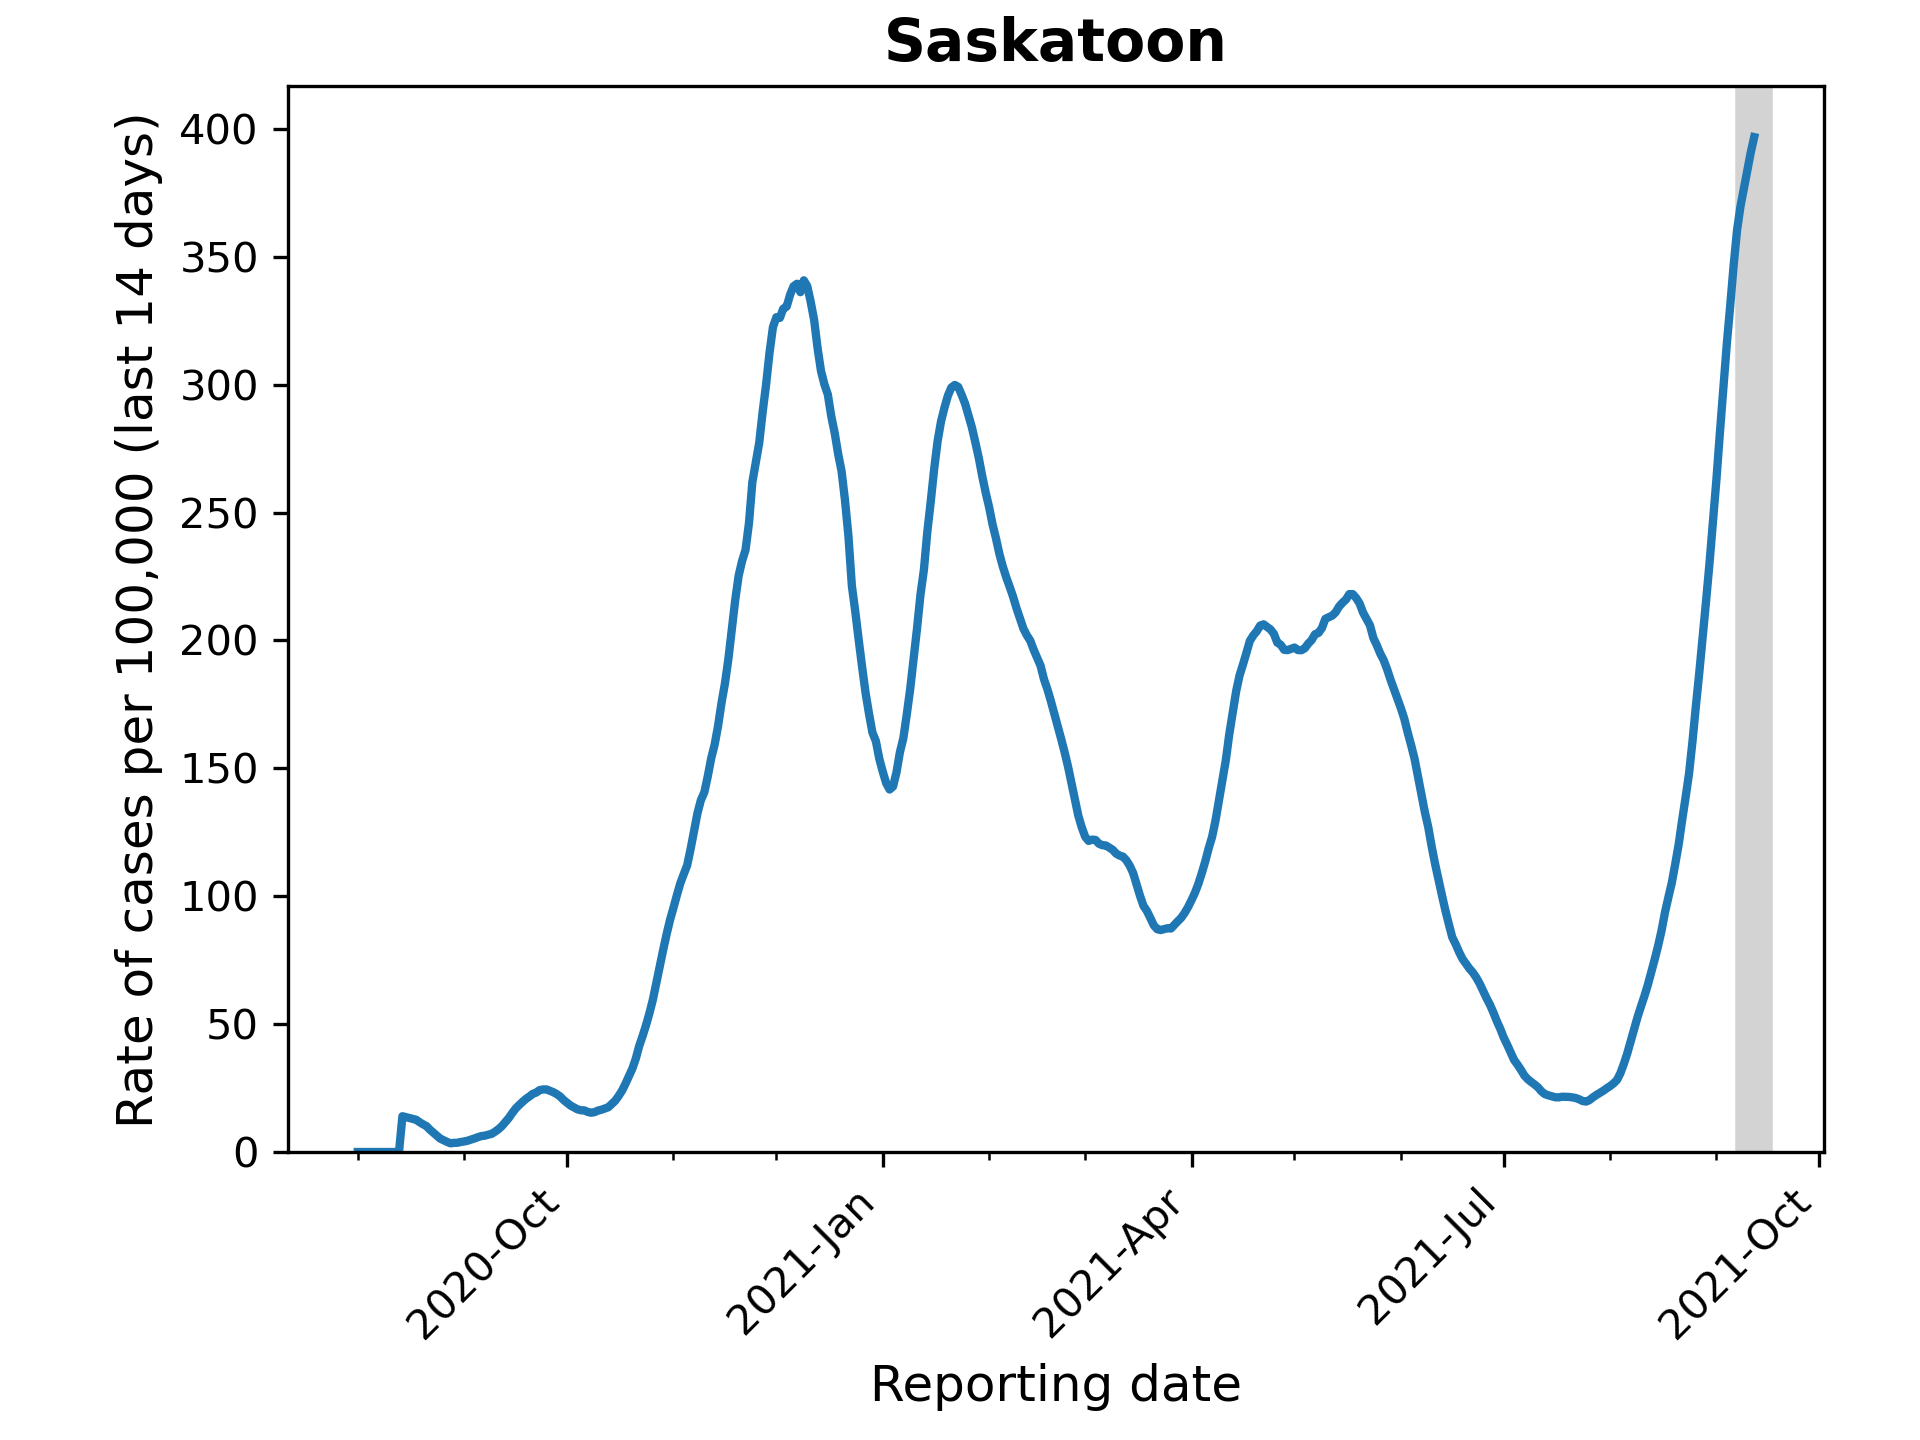 Saskatoon
Rate of cases per 100,000 (last 14 days)
400
350
300
250
200
150
100
50
0
2020-Oct
2021-Jan
2021-Apr
2021-Jul
2021-Oct
Reporting date